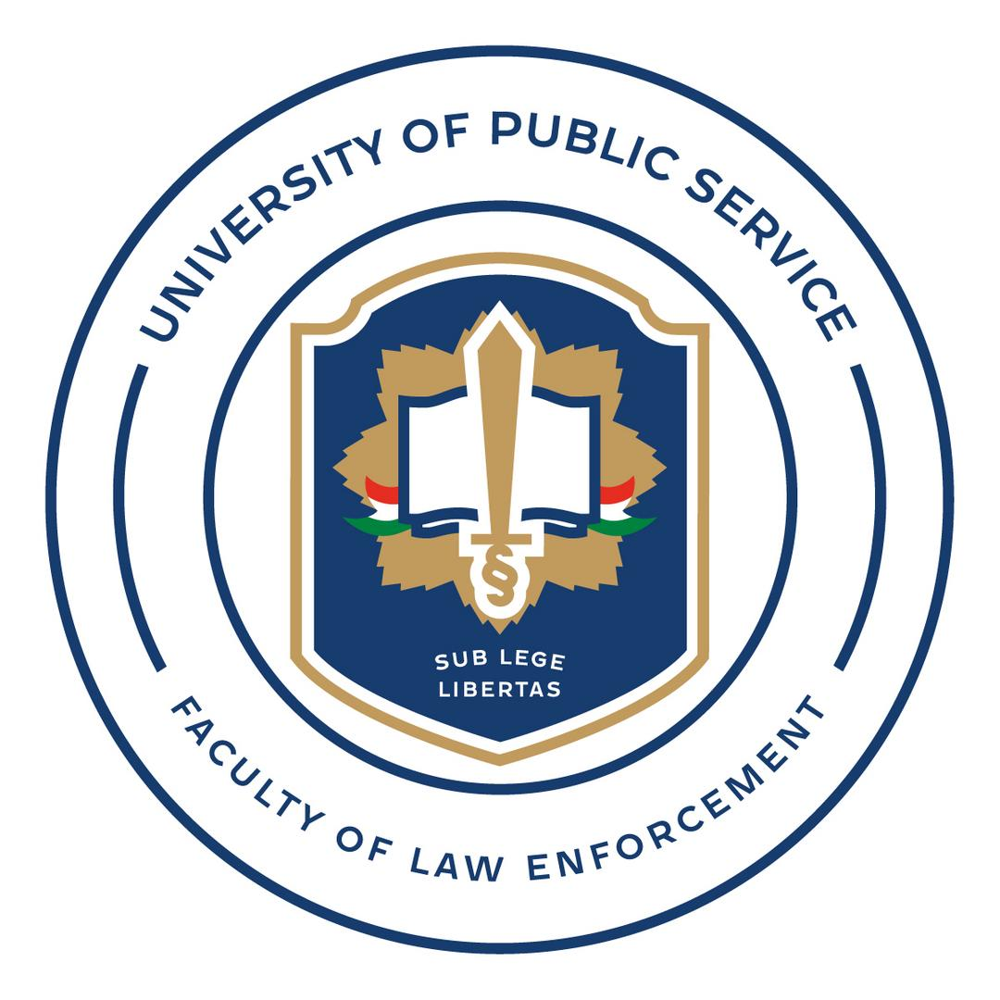 UNIVERSITY OF PUBLIC SERVICE
§
SUB LEGE
LIBERTAS
FACULTY OF LAW ENFORCEMENT